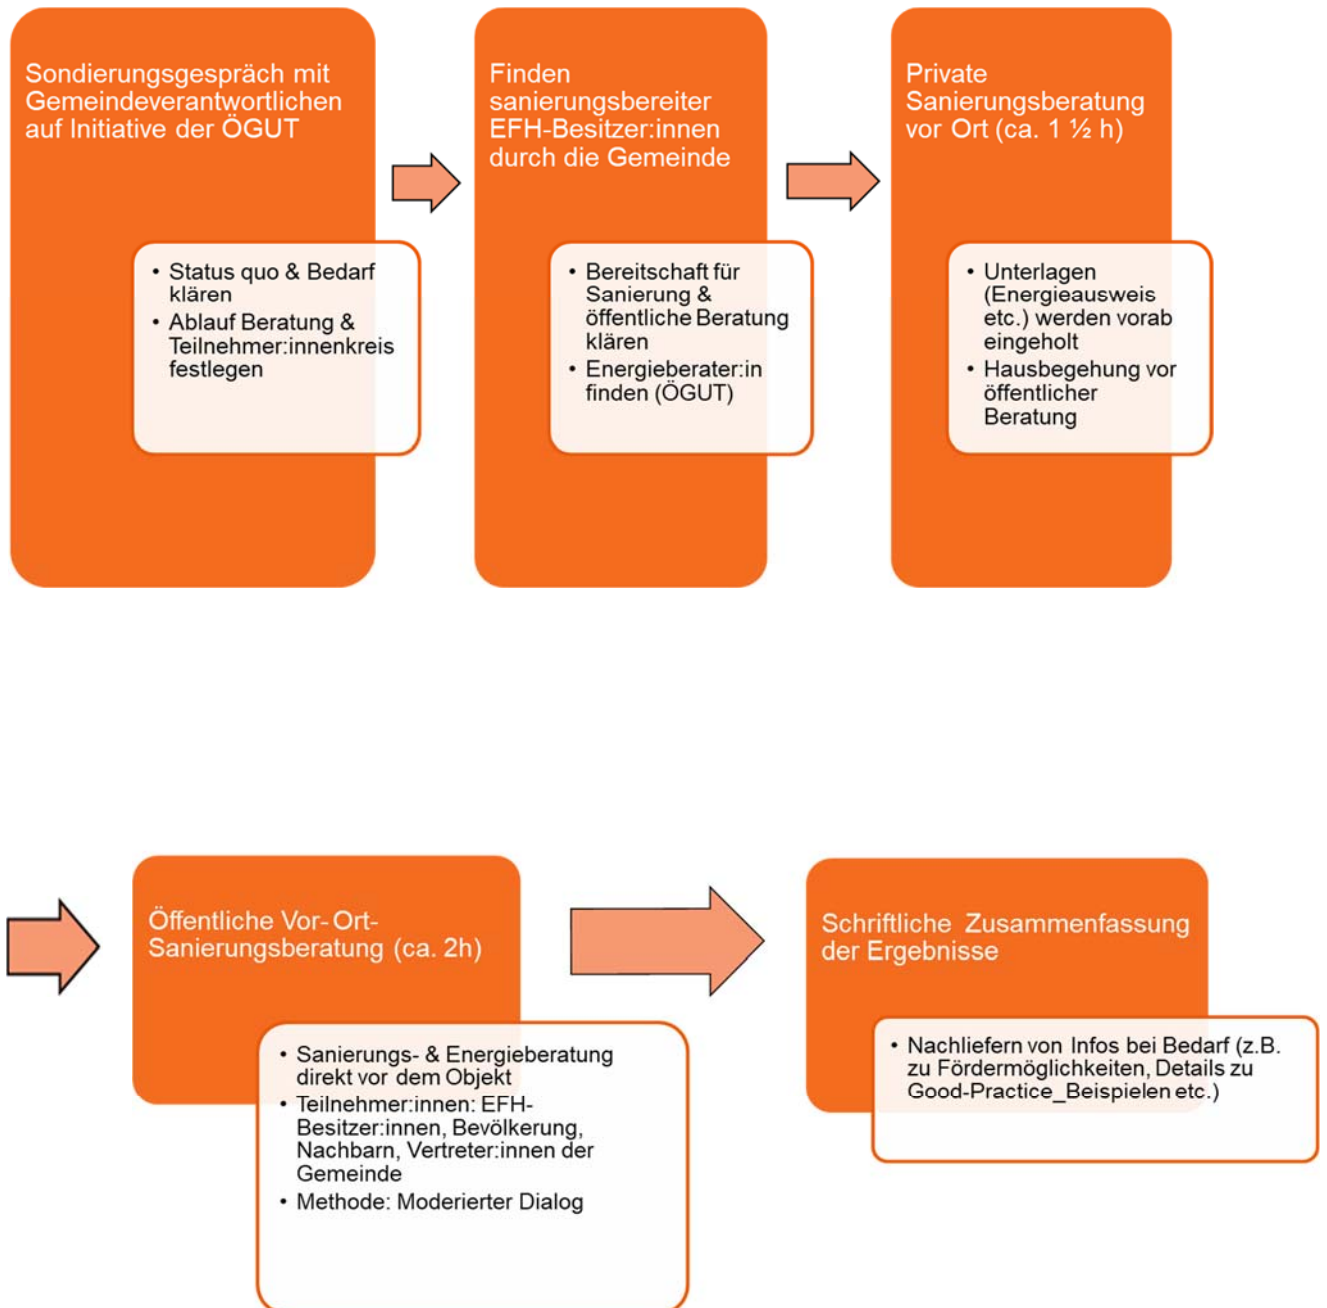 Sondierungsgespräch mit
Gemeindeverantwortlichen
auf Initiative der ÖGUT
• Status quo & Bedarf
klären
• Ablauf Beratung &
Teilnehmer:innenkreis
festlegen
Finden
sanierungsbereiter
EFH-Besitzer:innen
durch die Gemeinde
• Bereitschaft für
Sanierung &
öffentliche Beratung
klären
• Energieberater:in
finden (ÖGUT)
Private
Sanierungsberatung
vor Ort (ca. 1 ½ h)
• Unterlagen
(Energieausweis
etc.) werden vorab
eingeholt
• Hausbegehung vor
öffentlicher
Beratung
Öffentliche Vor-Ort-
Sanierungsberatung (ca. 2h)
• Sanierungs- & Energieberatung
direkt vor dem Objekt
• Teilnehmer:innen: EFH-
Besitzer:innen, Bevölkerung,
Nachbarn, Vertreter:innen der
Gemeinde
• Methode: Moderierter Dialog
Schriftliche Zusammenfassung
der Ergebnisse
• Nachliefern von Infos bei Bedarf (z.B.
zu Fördermöglichkeiten, Details zu
Good-Practice_Beispielen etc.)